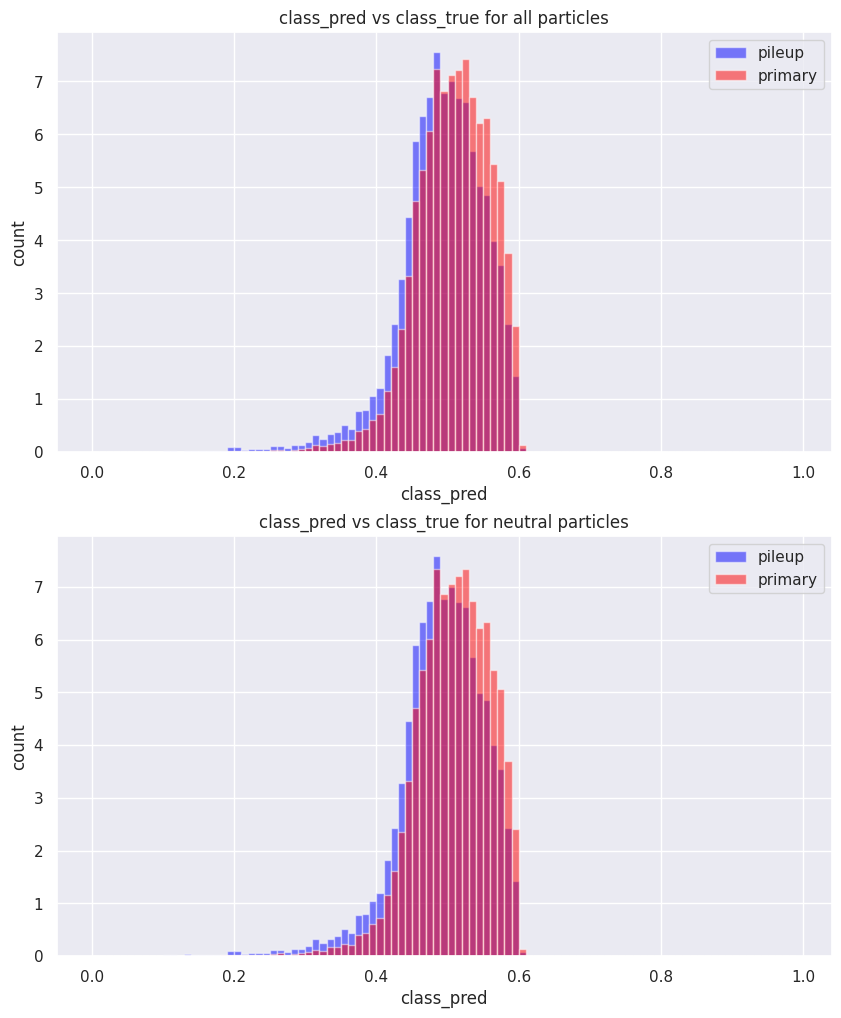 class_pred vs class_true for all particles
pileup
primary
7
6
5
4
3
2
1
0
count
0.0 0.2 0.4 0.6 0.8 1.0
class_pred
class_pred vs class_true for neutral particles
pileup
primary
7
6
5
4
3
2
1
0
count
0.0 0.2 0.4 0.6 0.8 1.0
class_pred